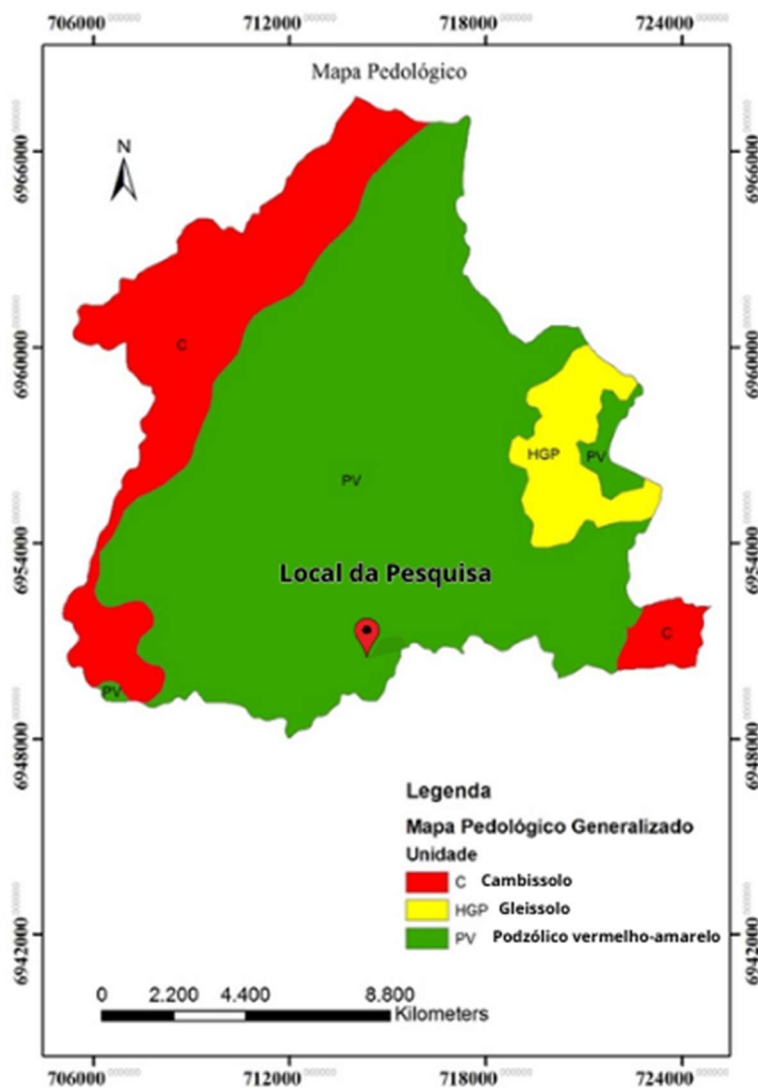 706000 712000 718000 724000
Mapa Pedológico
N
6966000 6966000
6960000 6960000
C
HGP PV
PV
6954000 6954000
Local da Pesquisa
C
PV
6948000 6948000
Legenda
Mapa Pedológico Generalizado
Unidade
C Cambissolo
HGP Gleissolo
PV Podzólico vermelho-amarelo
6942000 6942000
0 2.200 4.400 8.800
Kilometers
706000 712000 718000 724000